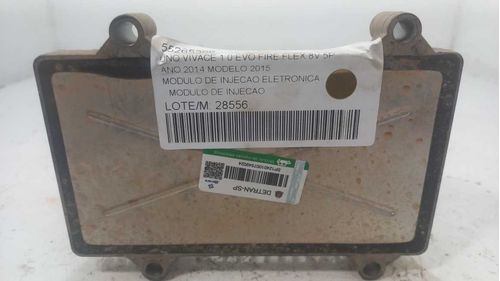 UNO VIVACE 1.0 EVO FIRE FLEX 8V 5P
ANO 2014 MODELO 2015
MODULO DE INJECAO ELETRONICA
MODULO DE INJECAO
LOTE/M: 28556
DETRAN-SP